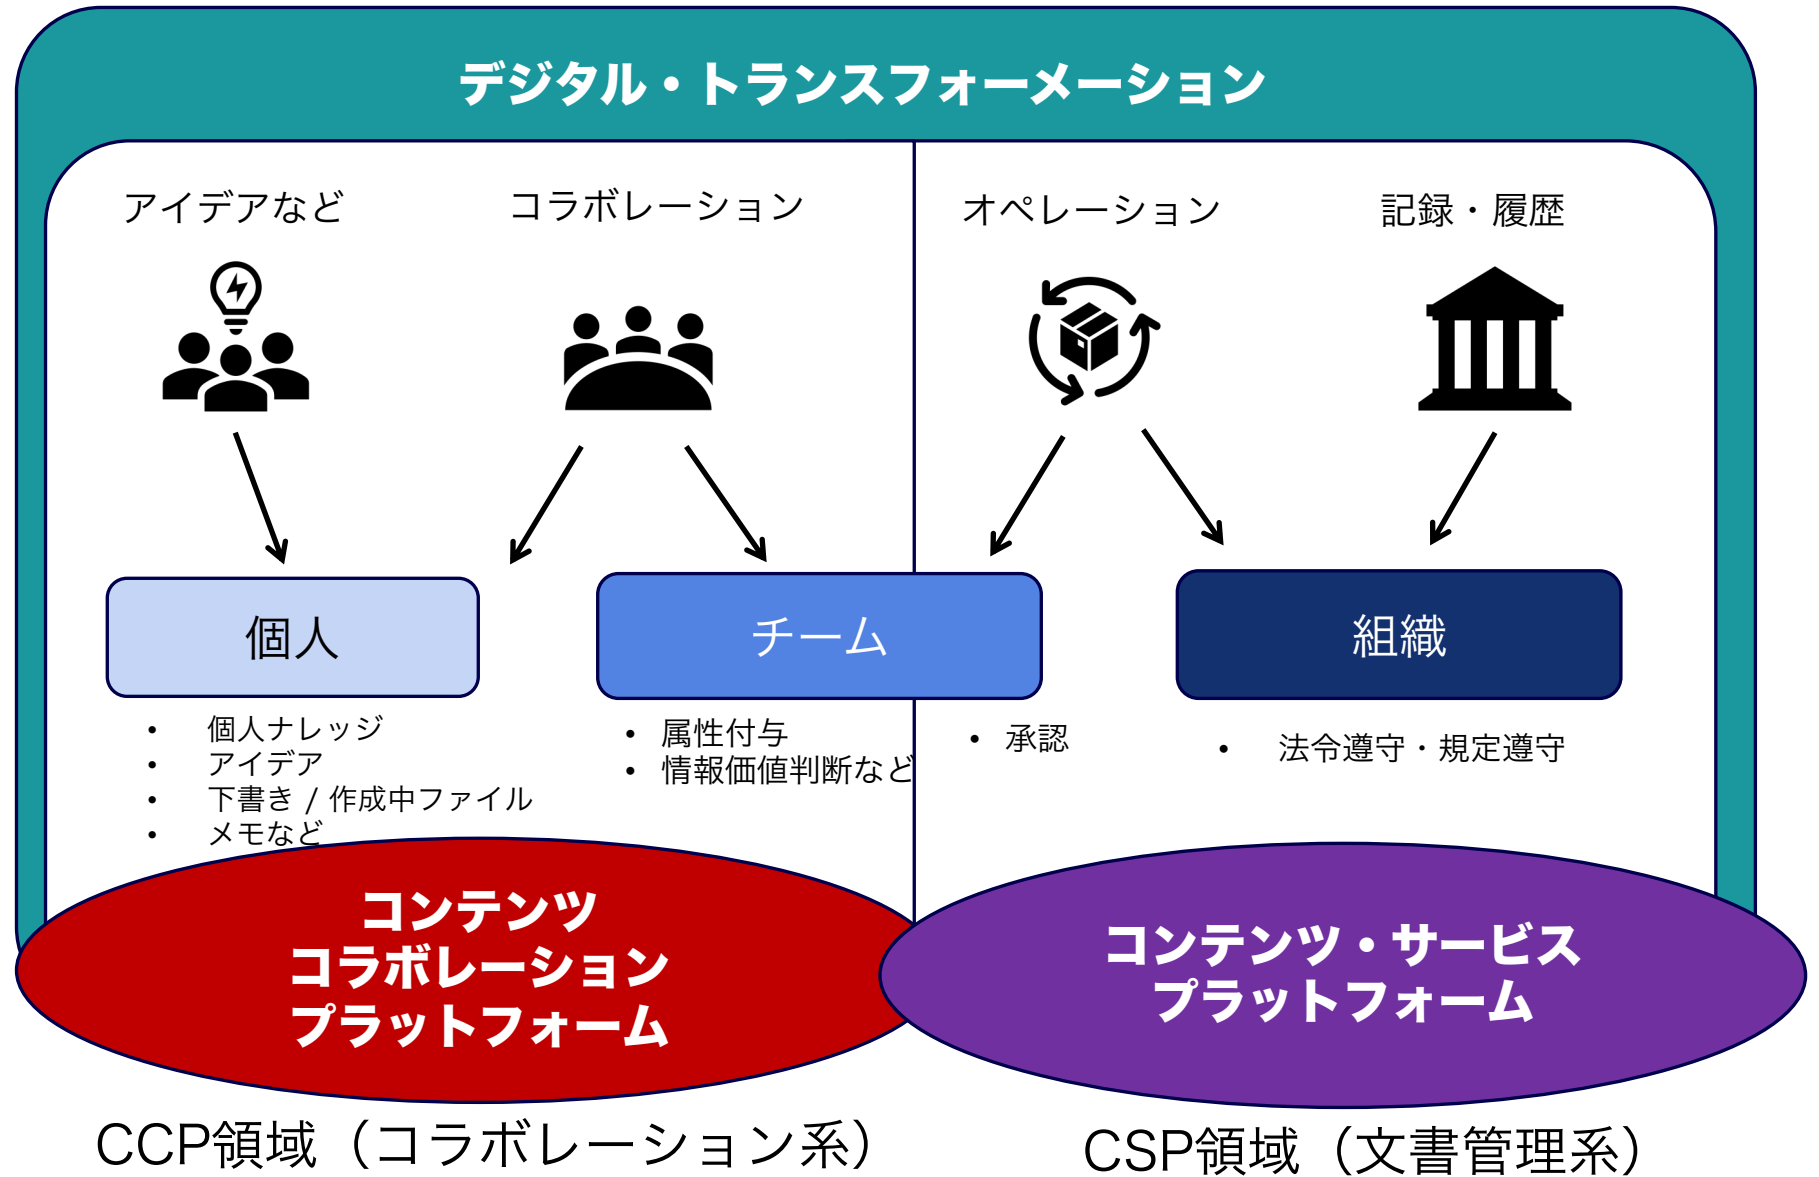 デジタル・トランスフォーメーション
アイデアなど
コラボレーション
オペレーション
記録・履歴
個人
チーム
組織
• 個人ナレッジ
• アイデア
• 下書き / 作成中ファイル
• メモなど
• 属性付与
• 情報価値判断など
• 承認
• 法令遵守・規定遵守
コンテンツ
コラボレーション
プラットフォーム
コンテンツ・サービス
プラットフォーム
CCP領域（コラボレーション系）
CSP領域（文書管理系）